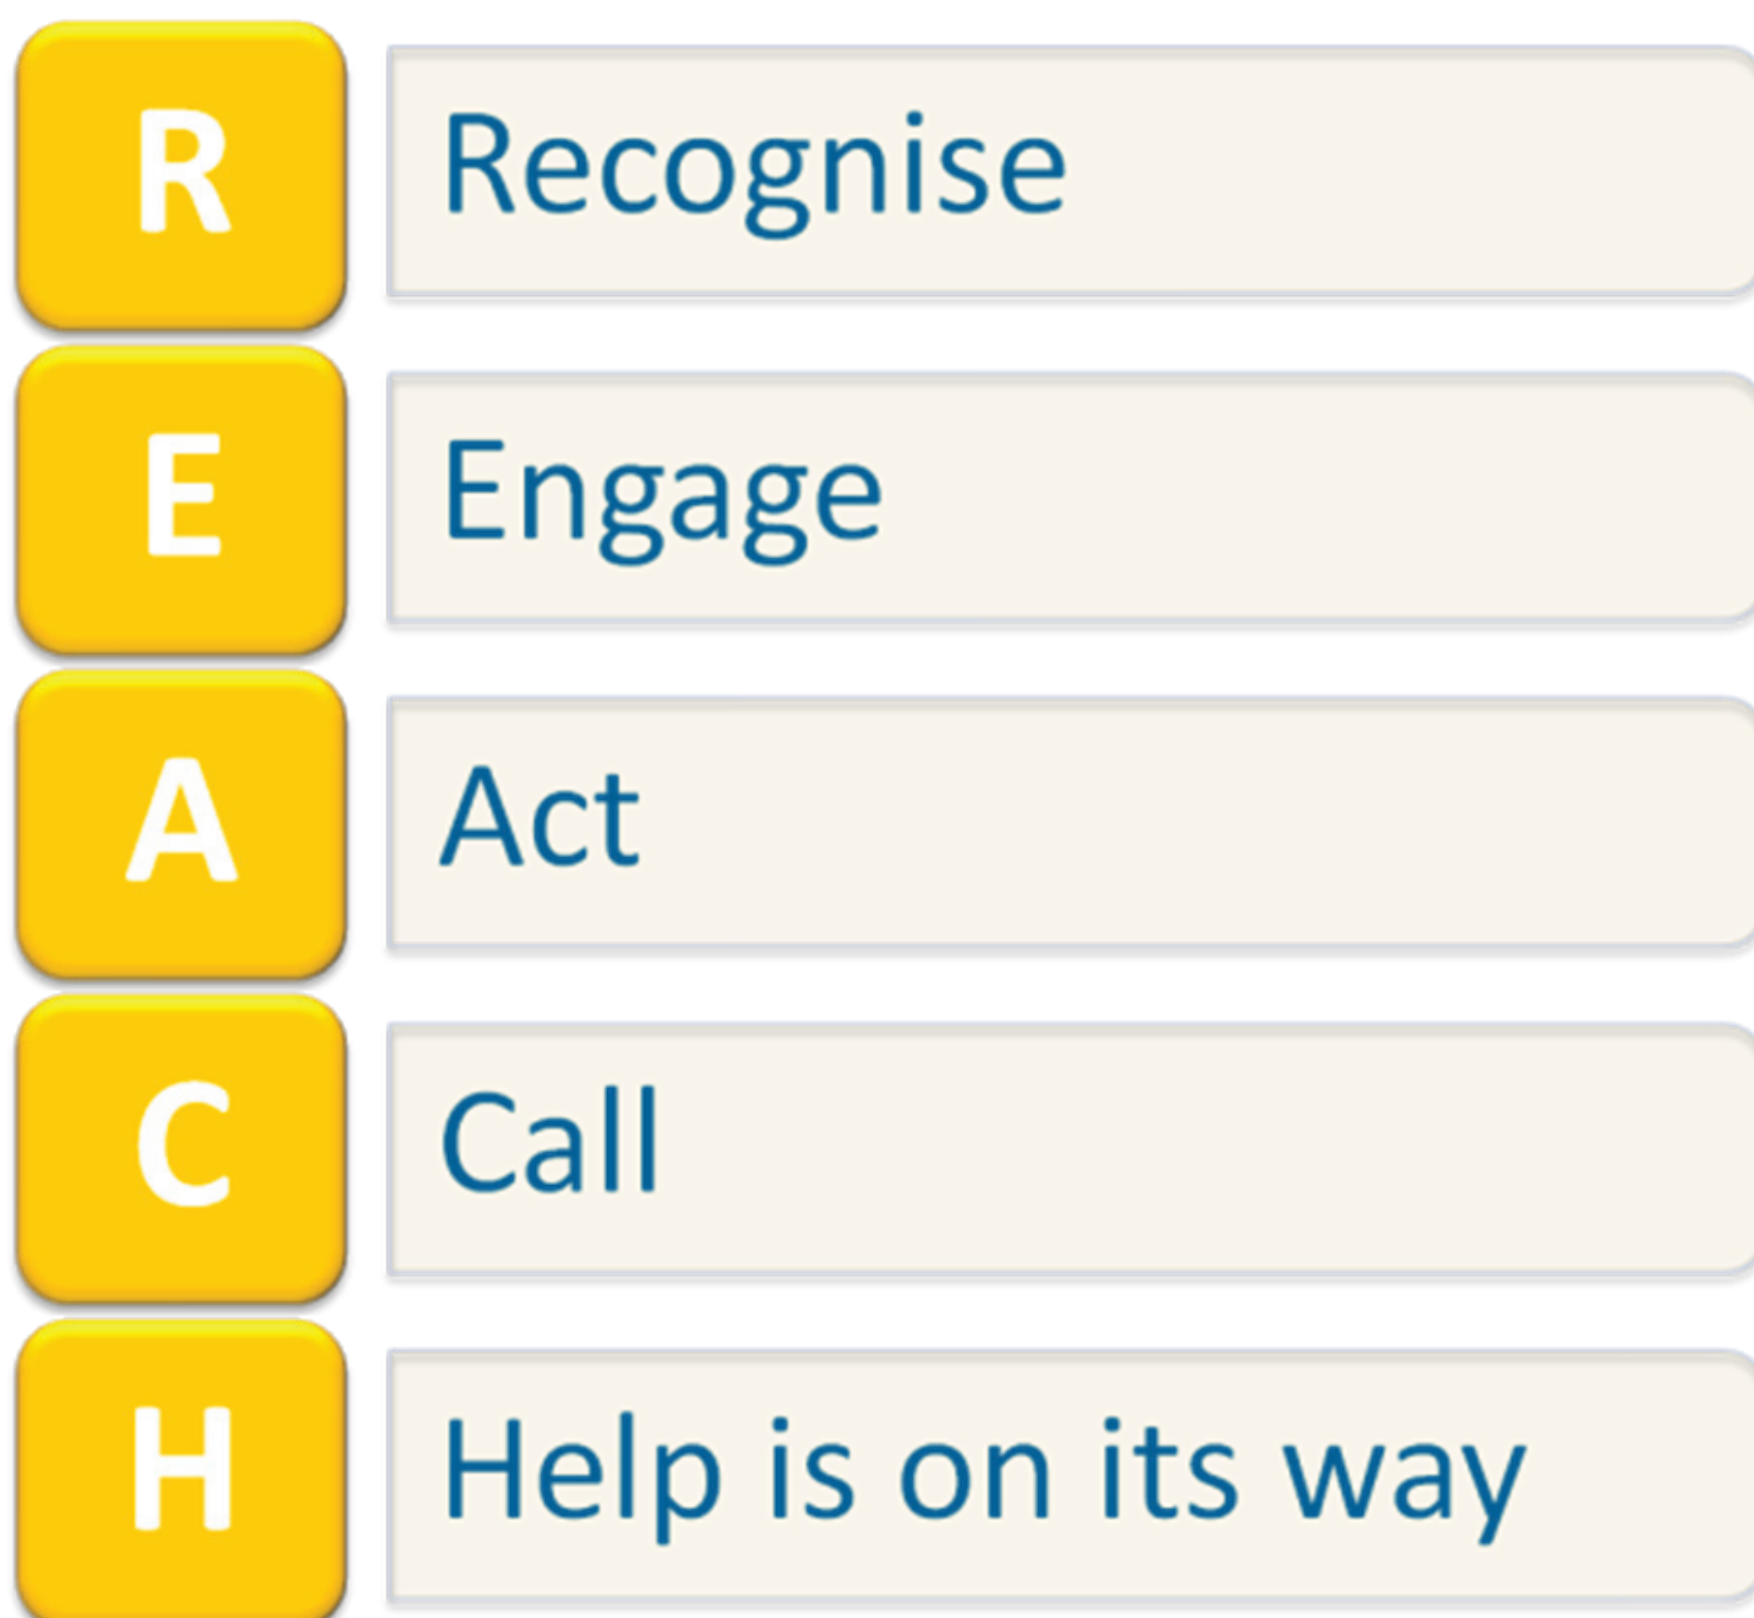 R Recognise
E Engage
A Act
C Call
H Help is on its way